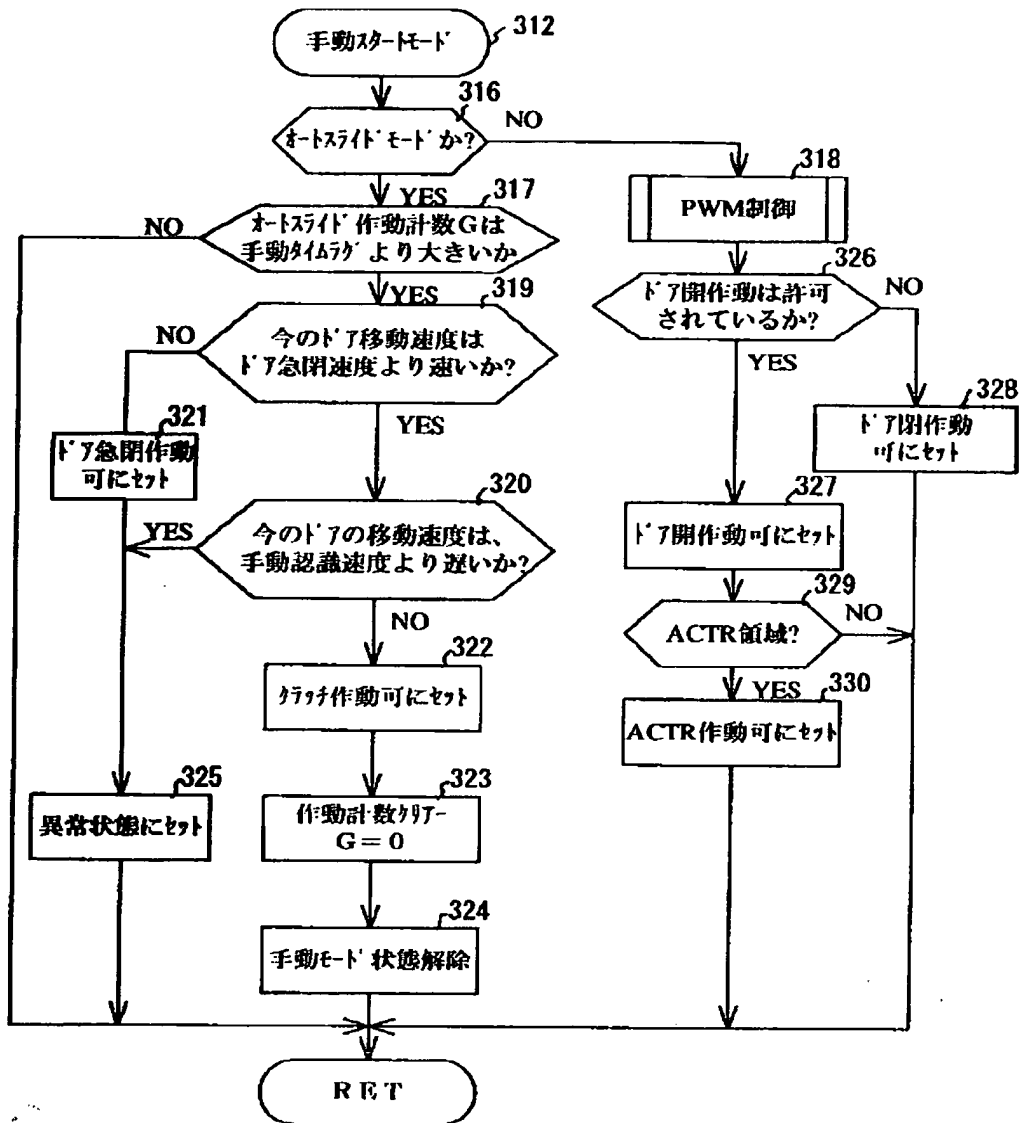 手動スタートモード
312
316
オートスライドモードか?
NO
YES
317
318
PWM制御
NO
オートスライド作動計数Gは
手動タイムラグより大きいか
YES
319
326
ドア開作動は許可
されているか?
NO
NO
今のドア移動速度は
ドア急閉速度より速いか?
YES
328
ドア閉作動
可にセット
321
ドア急閉作動
可にセット
YES
320
327
ドア開作動可にセット
YES
今のドアの移動速度は、
手動認識速度より遅いか?
329
ACTR領域?
NO
NO
322
クラッチ作動可にセット
YES
330
ACTR作動可にセット
325
異常状態にセット
323
作動計数クリアー
G=0
324
手動モード状態解除
RET